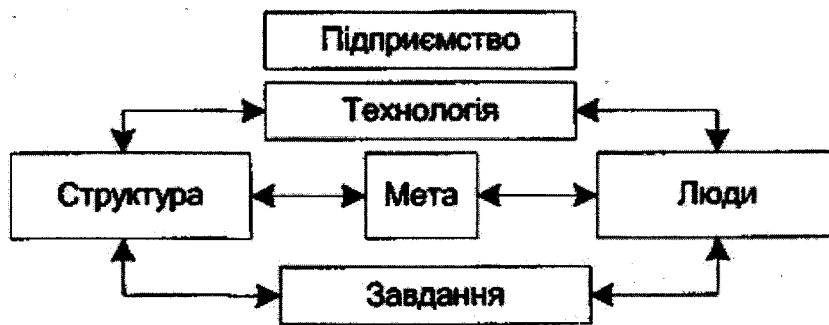 Підприємство
Технологія
Структура
Мета
Люди
Завдання